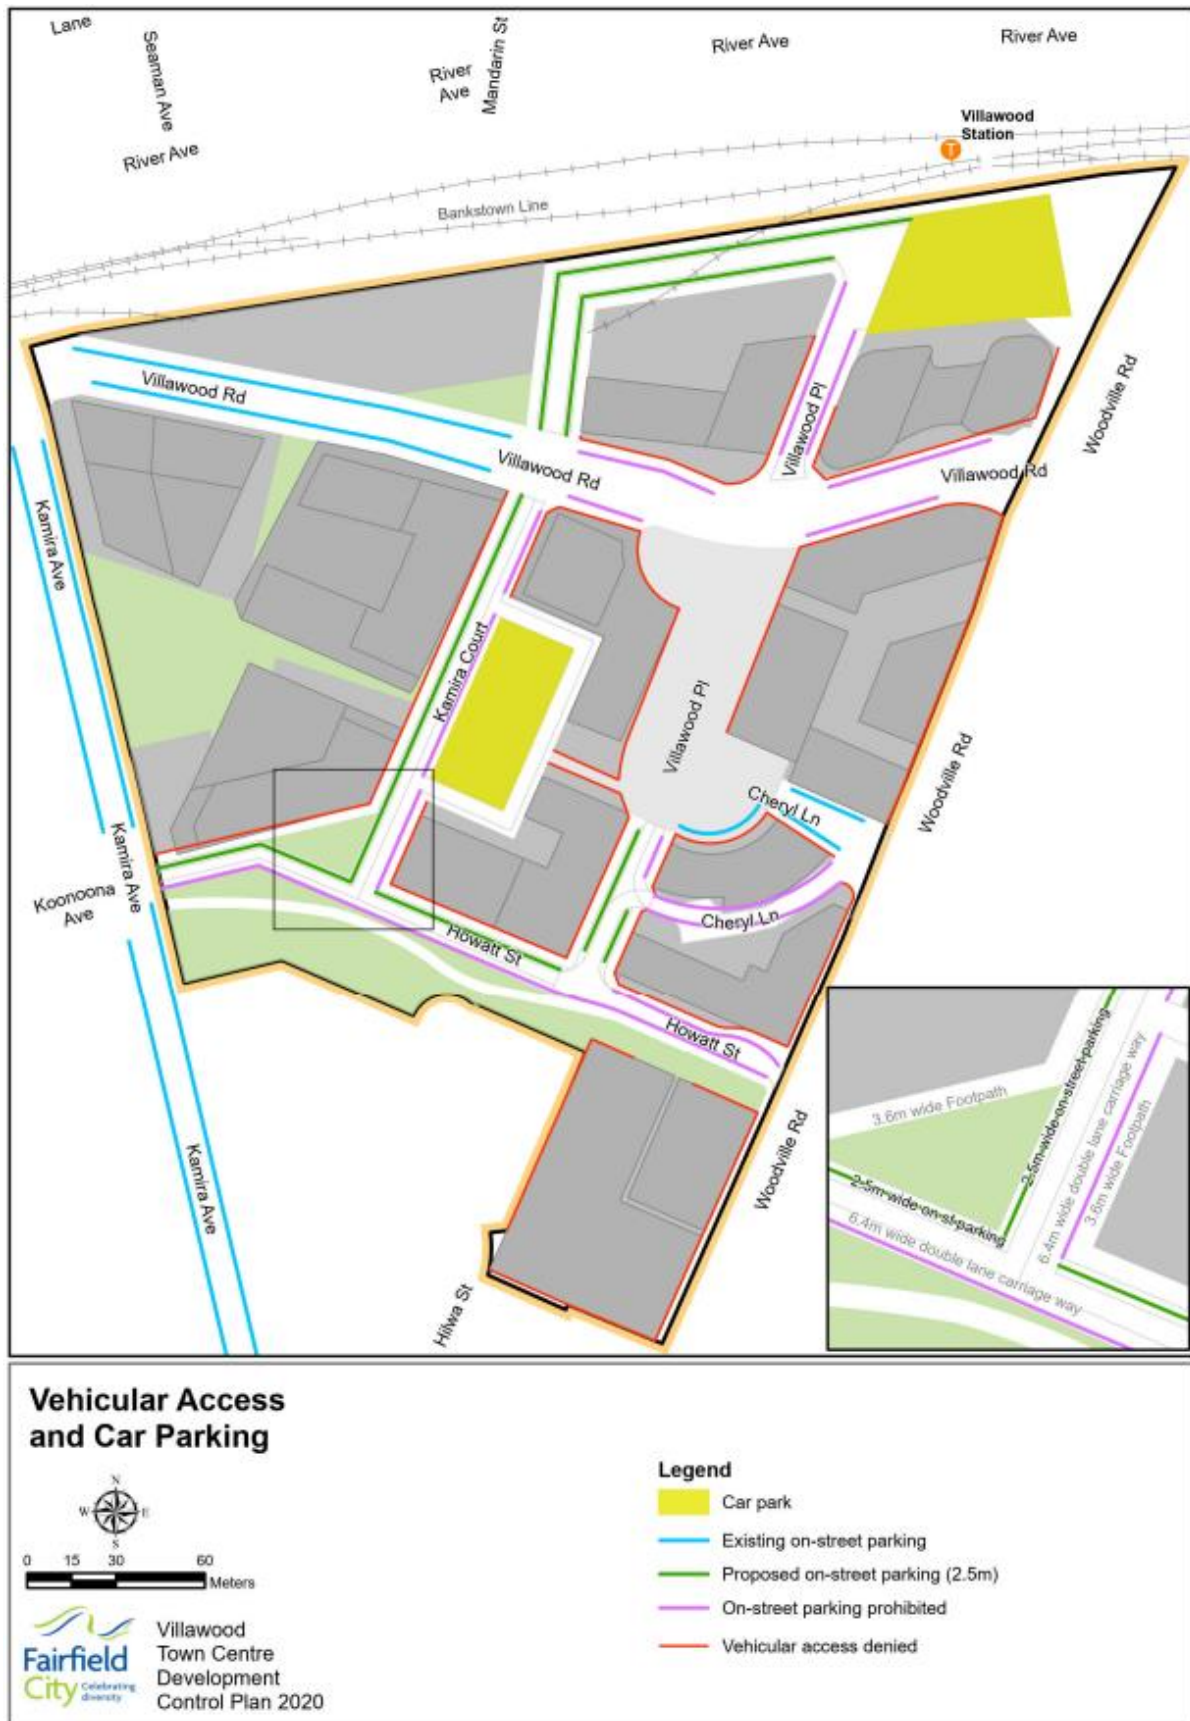 Lane
Seaman Ave
River Ave
River
Ave
Mandarin St
River Ave
River Ave
Villawood
Station
T
Bankstown Line
Villawood Rd
Villawood Rd
Villawood Pl
Villawood Rd
Woodville Rd
Kamira Ave
Kamira Court
Villawood Pl
Woodville Rd
Cheryl Ln
Kamira Ave
Koonoona
Ave
Cheryl Ln
Howatt St
Howatt St
Kamira Ave
Woodville Rd
Hilwa St
3.6m wide Footpath
2.5m-wide-on-street-parking
6.4m wide double lane carriage way
3.6m wide Footpath
2.5m-wide-on-st-parking
6.4m wide double lane carriage way
Vehicular Access
and Car Parking
N
W E
S
0 15 30 60
Meters
Fairfield
City Celebrating
diversity
Villawood
Town Centre
Development
Control Plan 2020
Legend
Car park
Existing on-street parking
Proposed on-street parking (2.5m)
On-street parking prohibited
Vehicular access denied